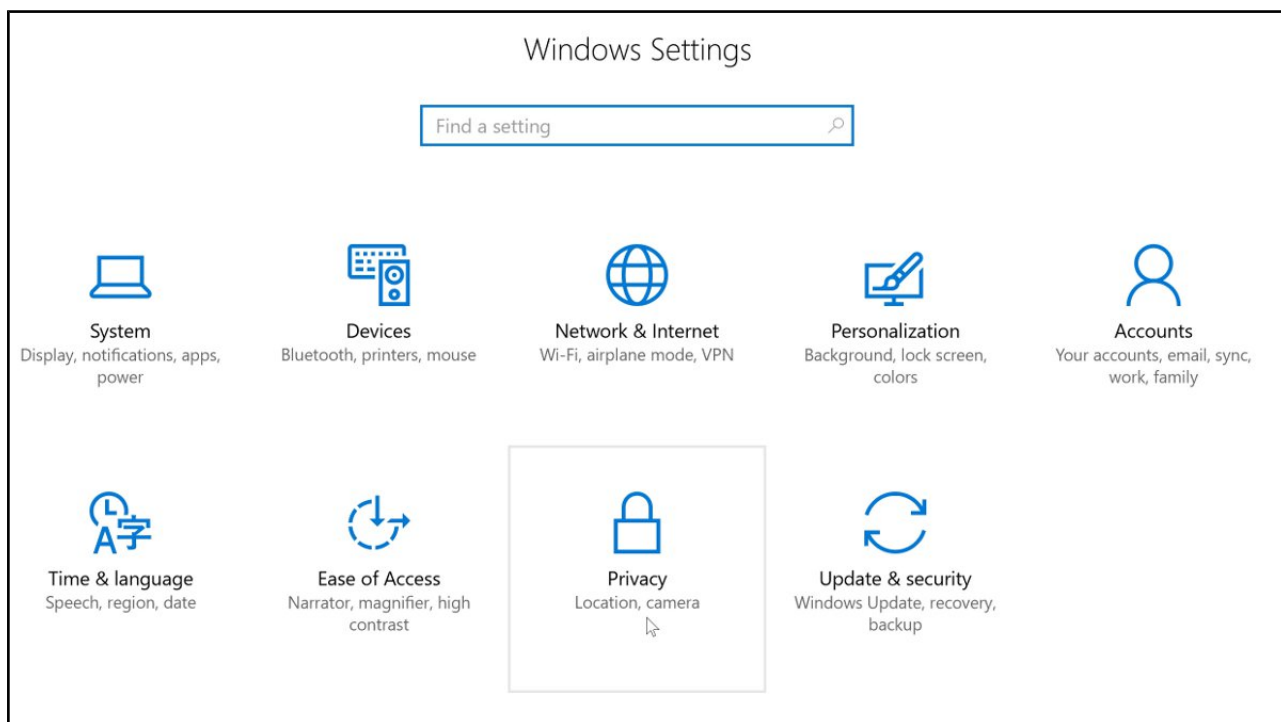 Windows Settings
Find a setting
System
Display, notifications, apps,
power
Devices
Bluetooth, printers, mouse
Network & Internet
Wi-Fi, airplane mode, VPN
Personalization
Background, lock screen,
colors
Accounts
Your accounts, email, sync,
work, family
A字
Time & language
Speech, region, date
Ease of Access
Narrator, magnifier, high
contrast
Privacy
Location, camera
Update & security
Windows Update, recovery,
backup